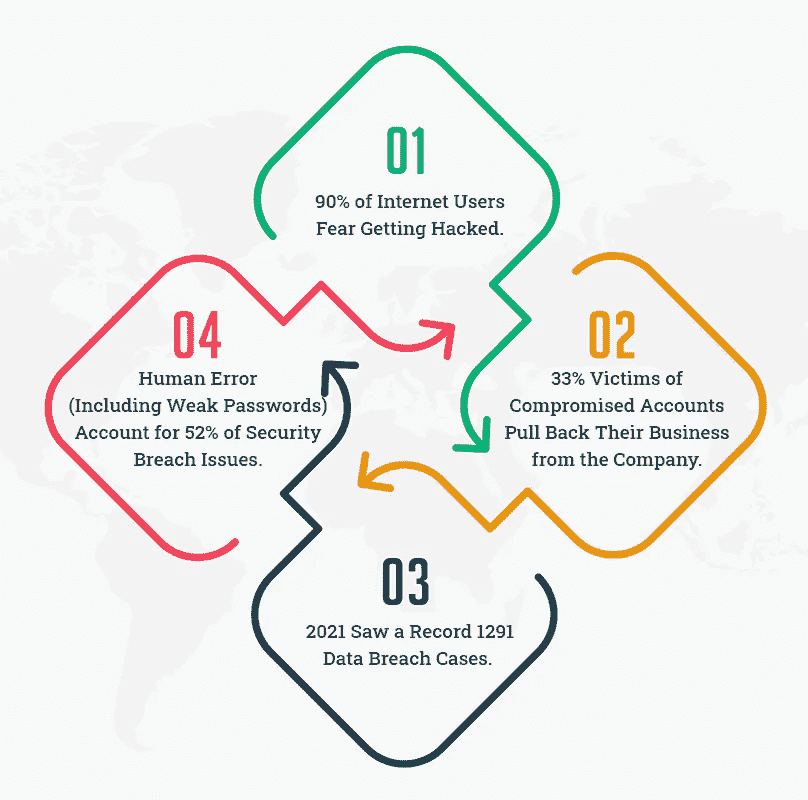 01
90% of Internet Users
Fear Getting Hacked.
02
33% Victims of
Compromised Accounts
Pull Back Their Business
from the Company.
03
2021 Saw a Record 1291
Data Breach Cases.
04
Human Error
(Including Weak Passwords)
Account for 52% of Security
Breach Issues.